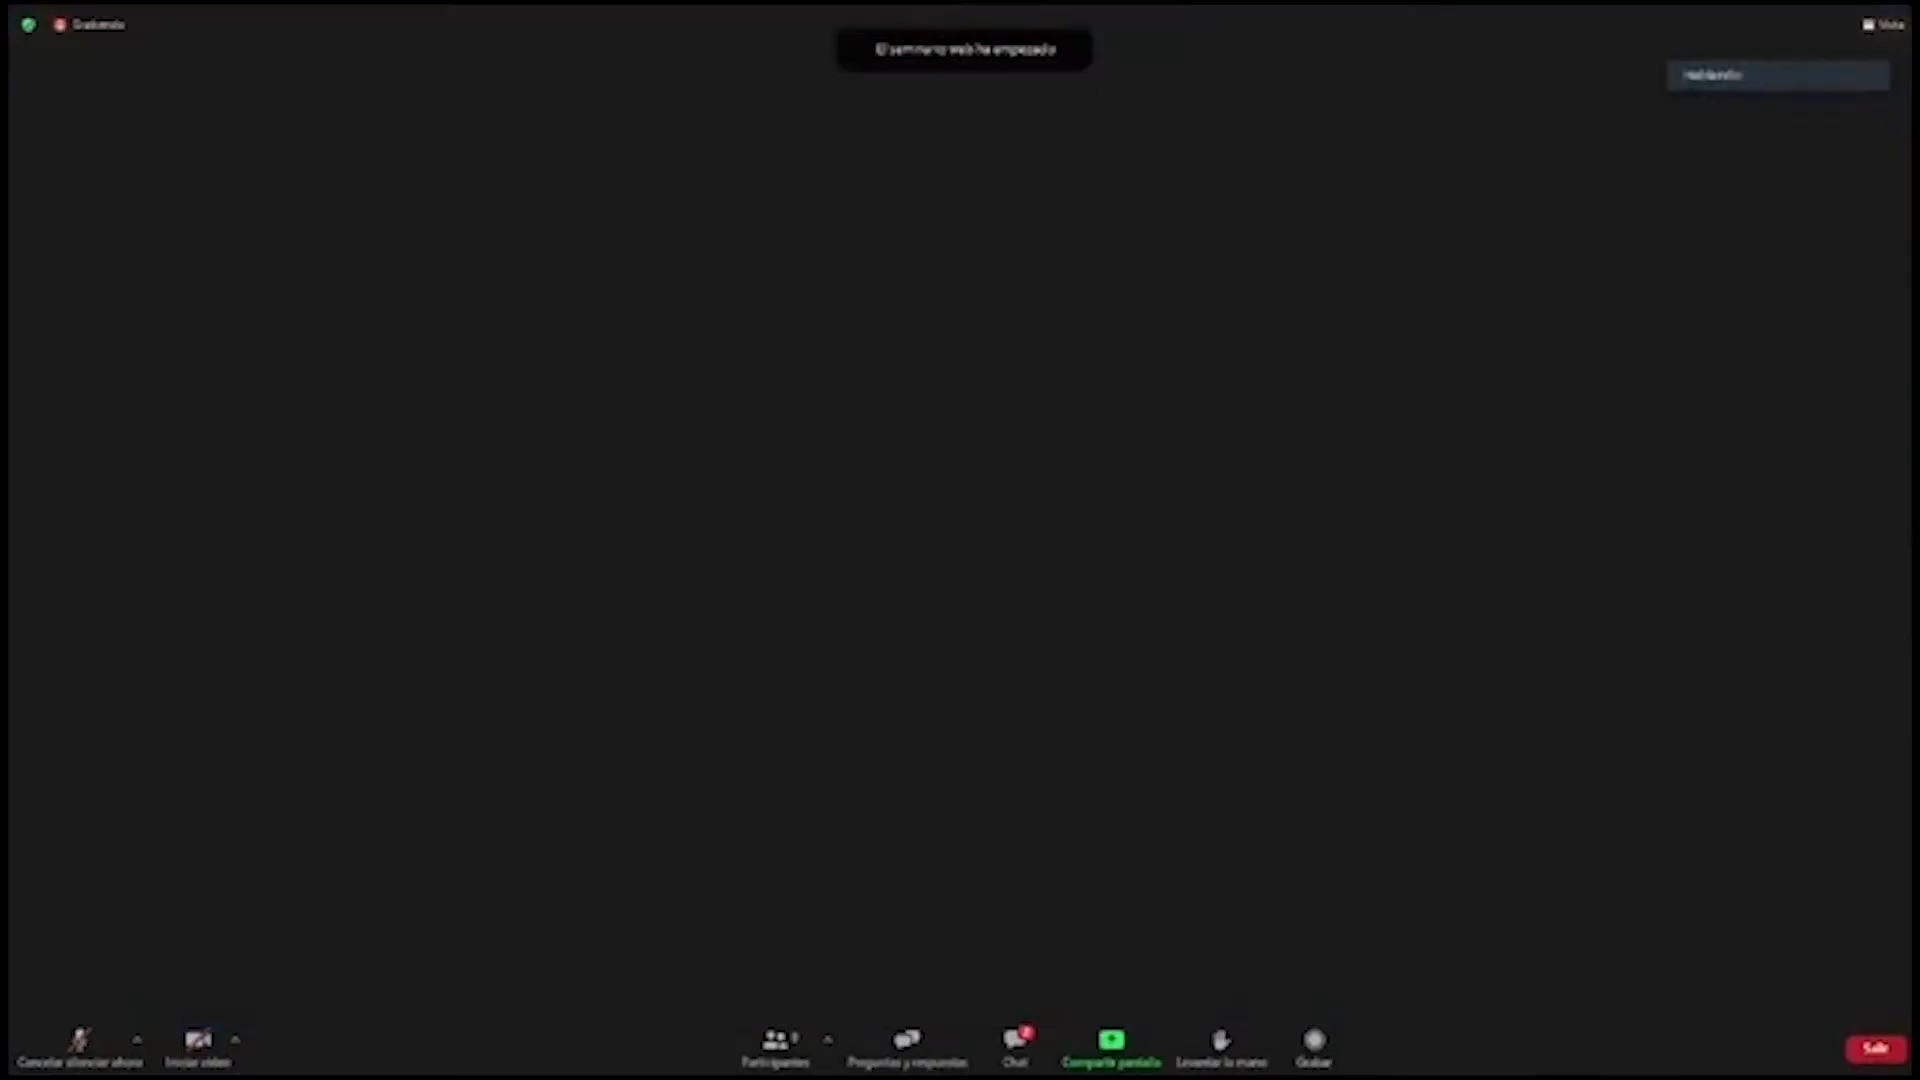 Grabando
Vista
El seminario web ha empezado
Hablando:
Cancelar silenciar ahora
Iniciar video
Participantes
Preguntas y respuestas
Chat
2
Compartir pantalla
Levantar la mano
Grabar
Salir